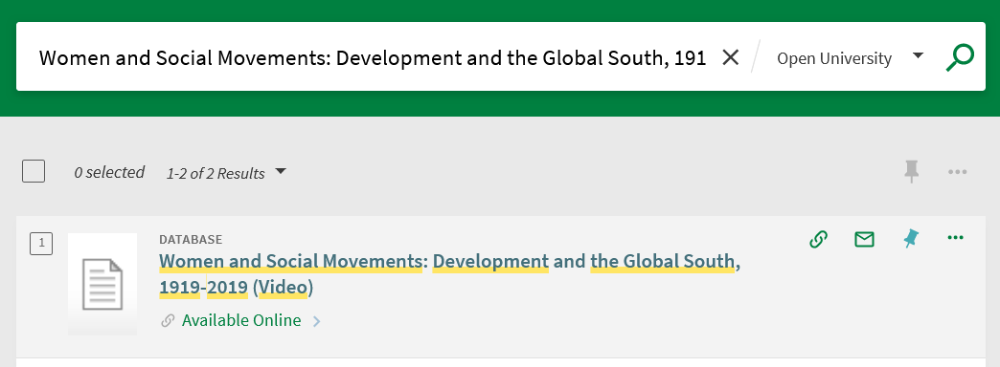 Women and Social Movements: Development and the Global South, 191
Open University
0 selected
1-2 of 2 Results
1
DATABASE
Women and Social Movements: Development and the Global South,
1919-2019 (Video)
Available Online